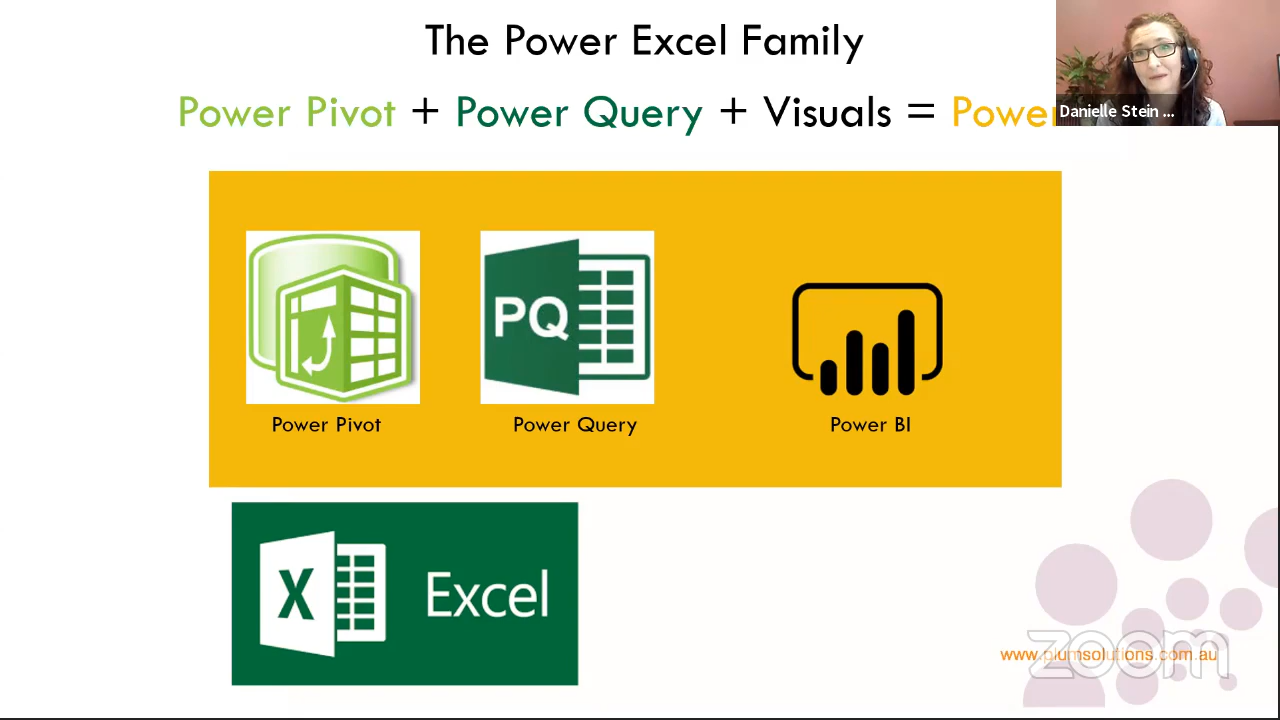 The Power Excel Family
Power Pivot + Power Query + Visuals = Power
Danielle Stein ...
PQ
Power Pivot
Power Query
Power BI
X
Excel
zoom
www.plumsolutions.com.au